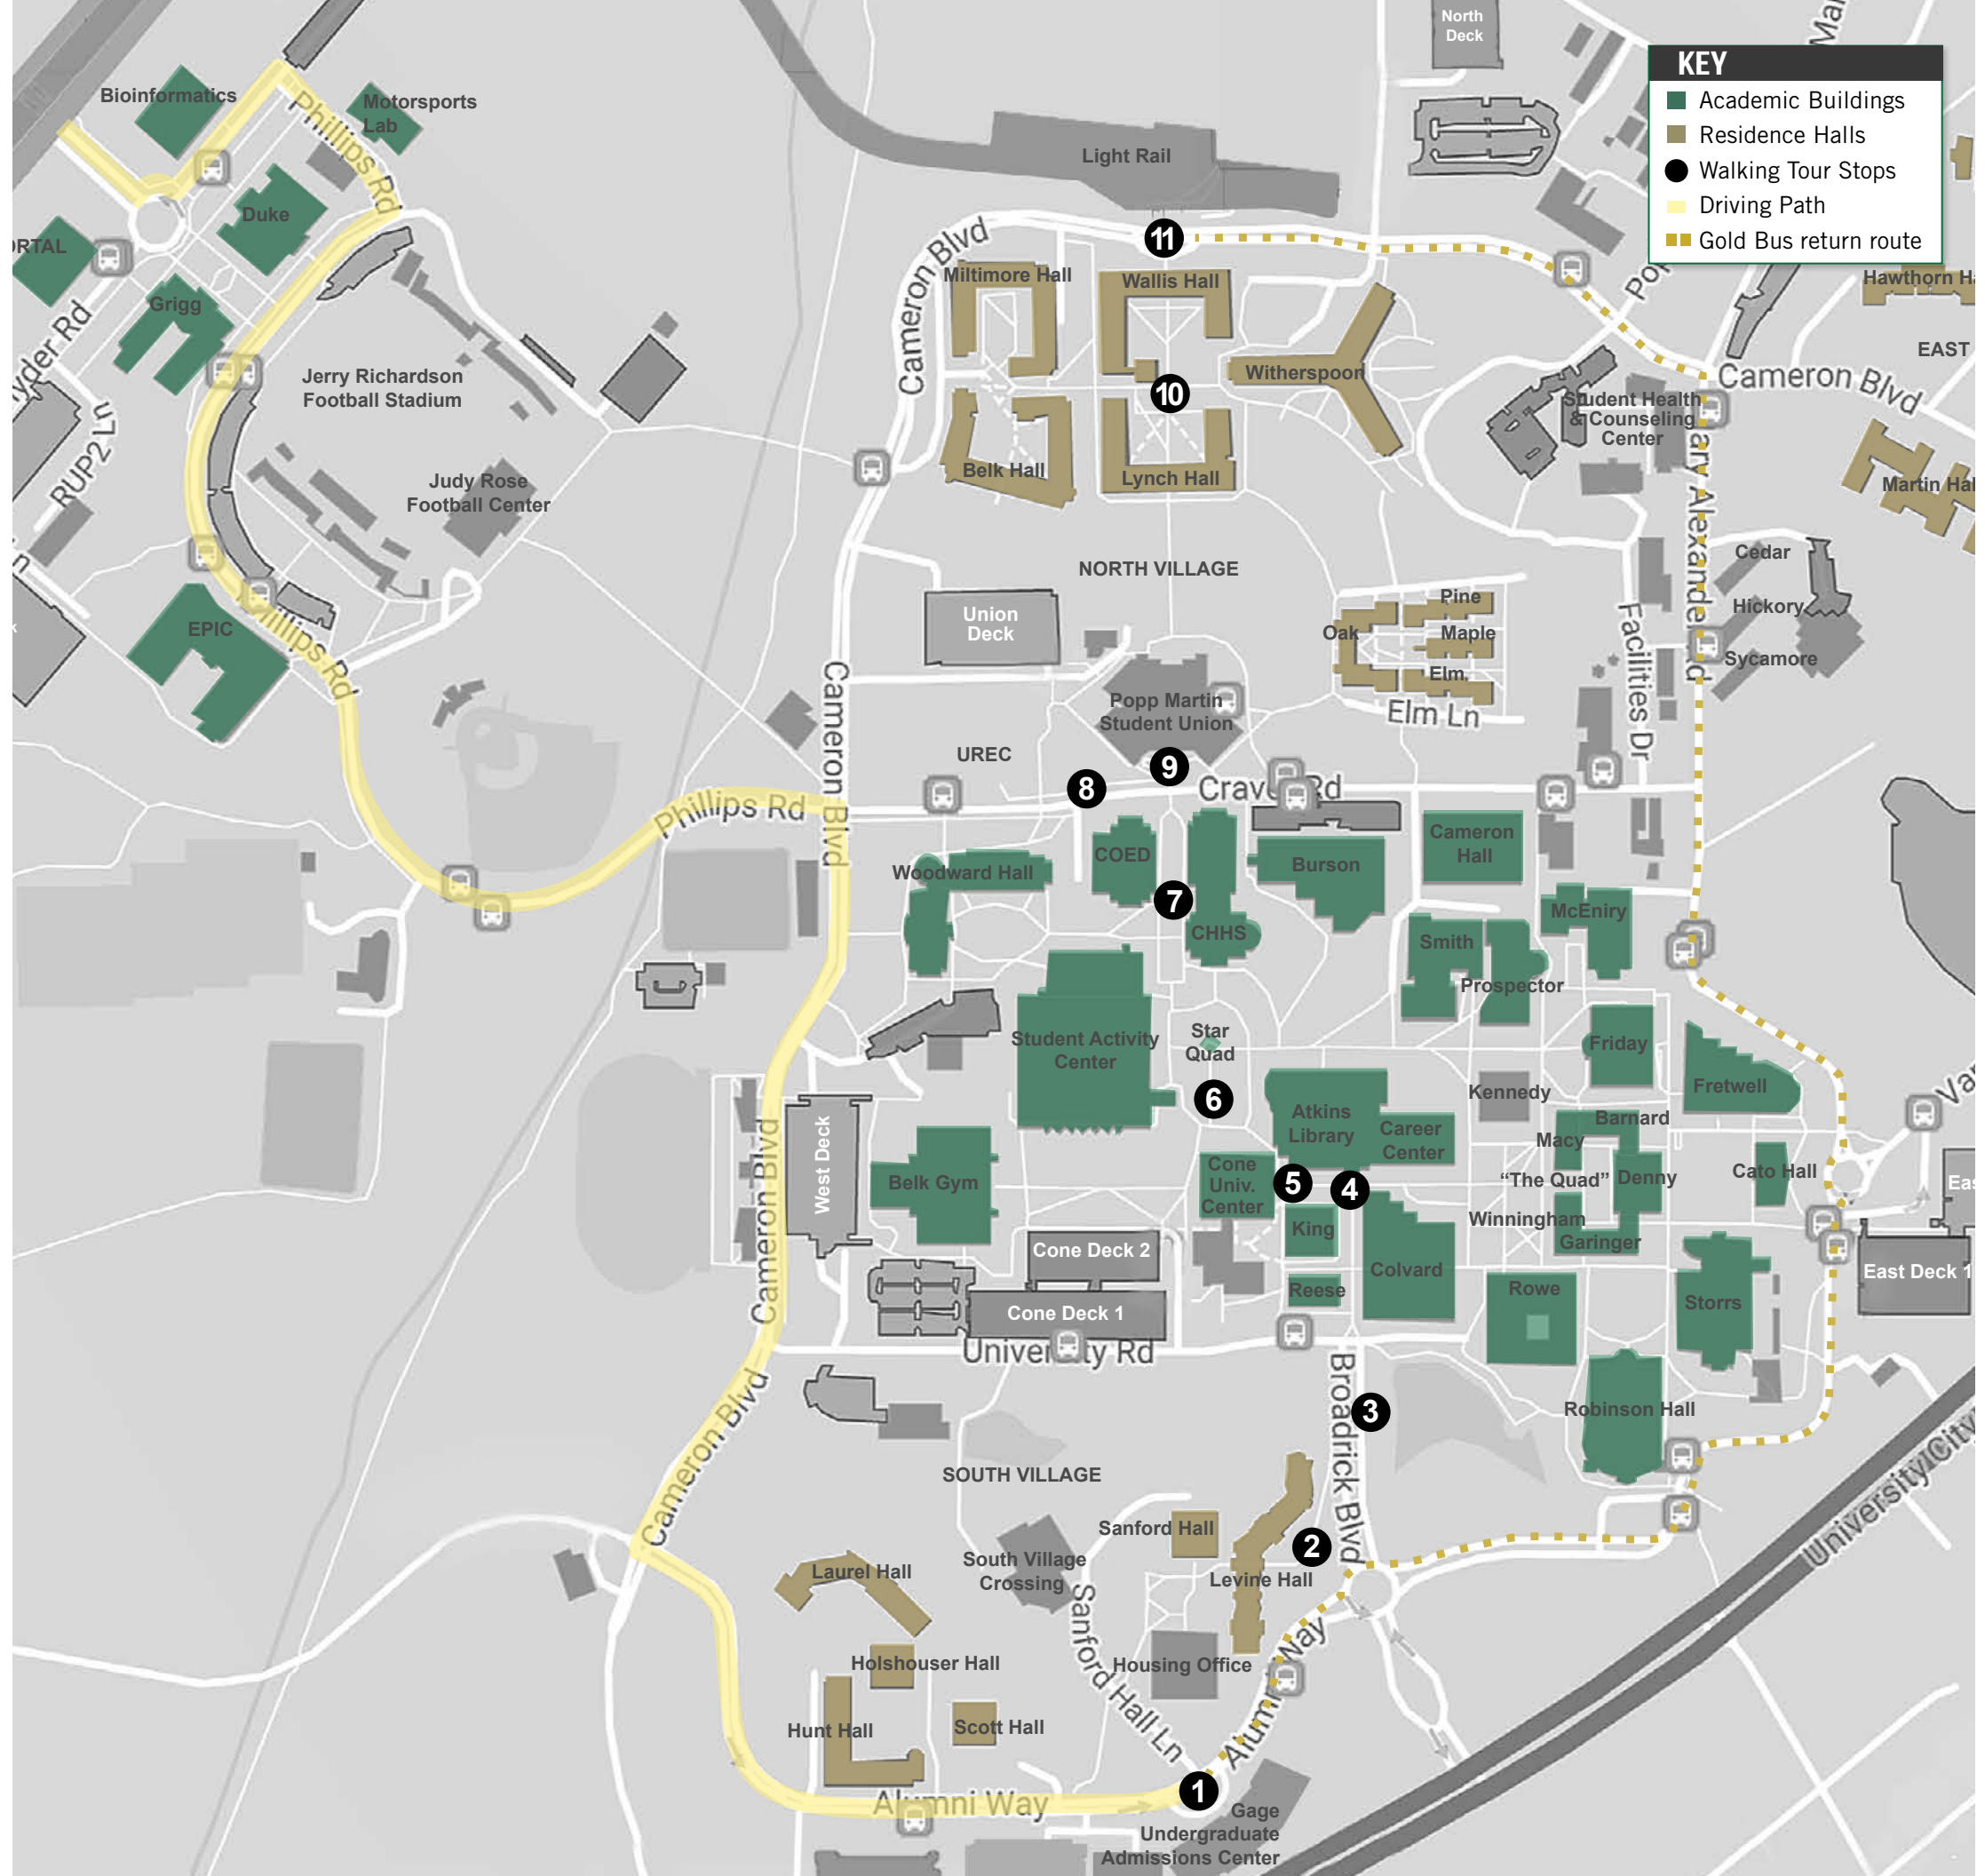 North
Deck
KEY
Academic Buildings
Residence Halls
Walking Tour Stops
Driving Path
Gold Bus return route
Bioinformatics
Motorsports
Lab
Phillips Rd
Duke
Grigg
Light Rail
11
Cameron Blvd
Miltimore Hall
Wallis Hall
Witherspoon
10
Belk Hall
Lynch Hall
Jerry Richardson
Football Stadium
Judy Rose
Football Center
RUP2 Ln
EAST
Cameron Blvd
Student Health
& Counseling
Center
NORTH VILLAGE
Union
Deck
Pine
Oak
Maple
Elm
Elm Ln
Facilities Dr
Cedar
Hickory
Sycamore
EPIC
Phillips Rd
Cameron Blvd
Popp Martin
Student Union
UREC
8
9
Phillips Rd
Woodward Hall
COED
7
CHHS
Burson
Cameron
Hall
McEniry
Smith
Prospector
Student Activity
Center
Star
Quad
6
Friday
Fretwell
Kennedy
Atkins
Library
Career
Center
Barnard
Macy
"The Quad"
Denny
Cato Hall
Winningham
Garinger
West Deck
Cameron Blvd
Belk Gym
Cone
Univ.
Center
5
4
King
Colvard
Reese
Rowe
Storrs
East Deck 1
Cone Deck 2
Cone Deck 1
University Rd
Broadrick Blvd
3
Robinson Hall
University City
Cameron Blvd
SOUTH VILLAGE
Sanford Hall
2
Levine Hall
South Village
Crossing
Sanford Hall Ln
Laurel Hall
Holshouser Hall
Housing Office
Hunt Hall
Scott Hall
Alumni Way
Alumni Way
1
Gage
Undergraduate
Admissions Center